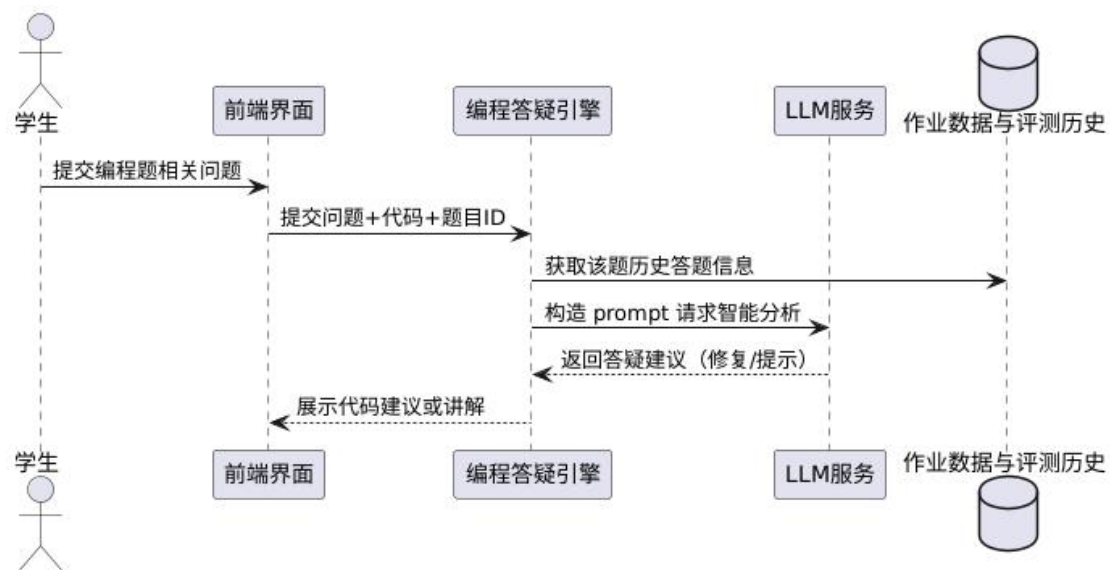 学生
前端界面
编程答疑引擎
LLM服务
作业数据与评测历史
提交编程题相关问题
提交问题+代码+题目ID
获取该题历史答题信息
构造 prompt 请求智能分析
返回答疑建议（修复/提示）
展示代码建议或讲解
学生
前端界面
编程答疑引擎
LLM服务
作业数据与评测历史